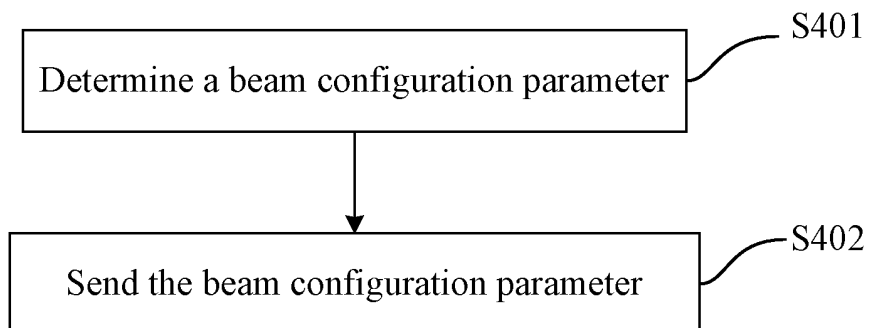 S401
Determine a beam configuration parameter
S402
Send the beam configuration parameter